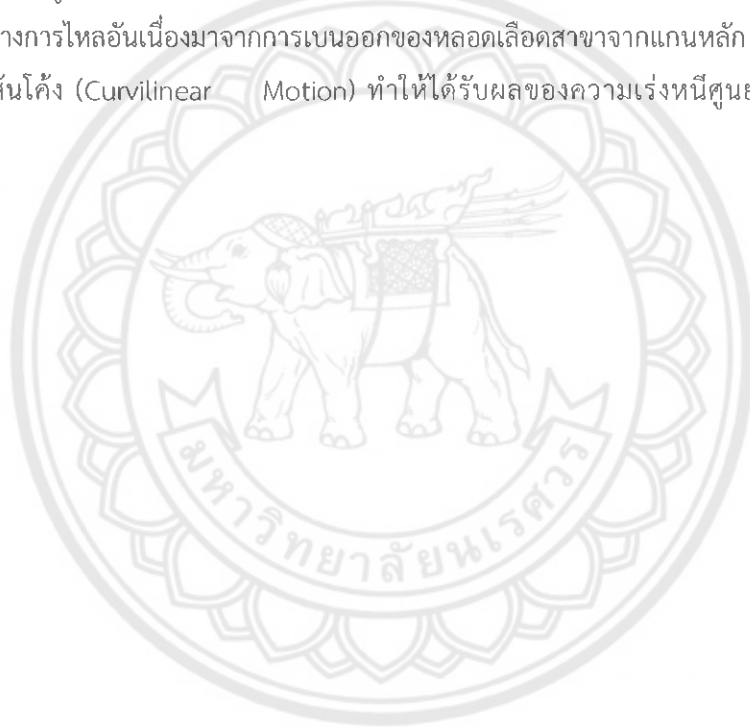 างการไหลอันเนื่องมาจากการเบนออกของหลอดเลือดสาขาจากแกนหลัก
ส้นโค้ง (Curvilinear Motion) ทำให้ได้รับผลของความเร่งหนีศูนย
มหาวิทยาลัยนเรศวร